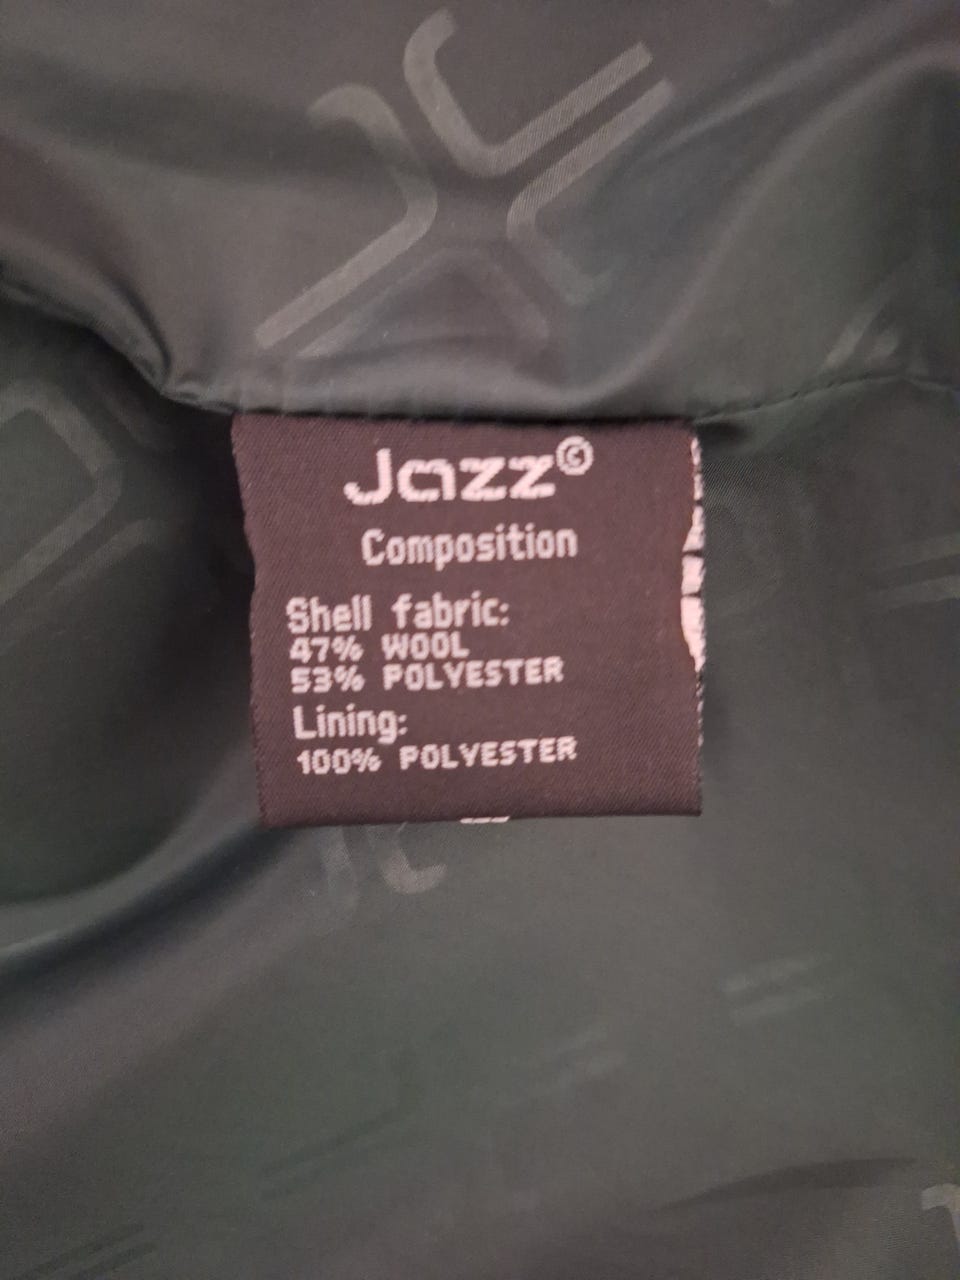 Jazz©
Composition
Shell fabric:
47% WOOL
53% POLYESTER
Lining:
100% POLYESTER